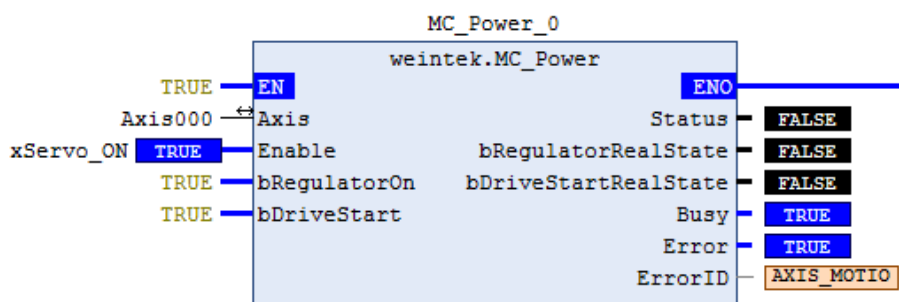 MC_Power_0
weintek.MC_Power
TRUE EN ENO
Axis000 Axis Status FALSE
xServo_ON TRUE Enable bRegulatorRealState FALSE
TRUE bRegulatorOn bDriveStartRealState FALSE
TRUE bDriveStart Busy TRUE
Error TRUE
ErrorID AXIS_MOTIO